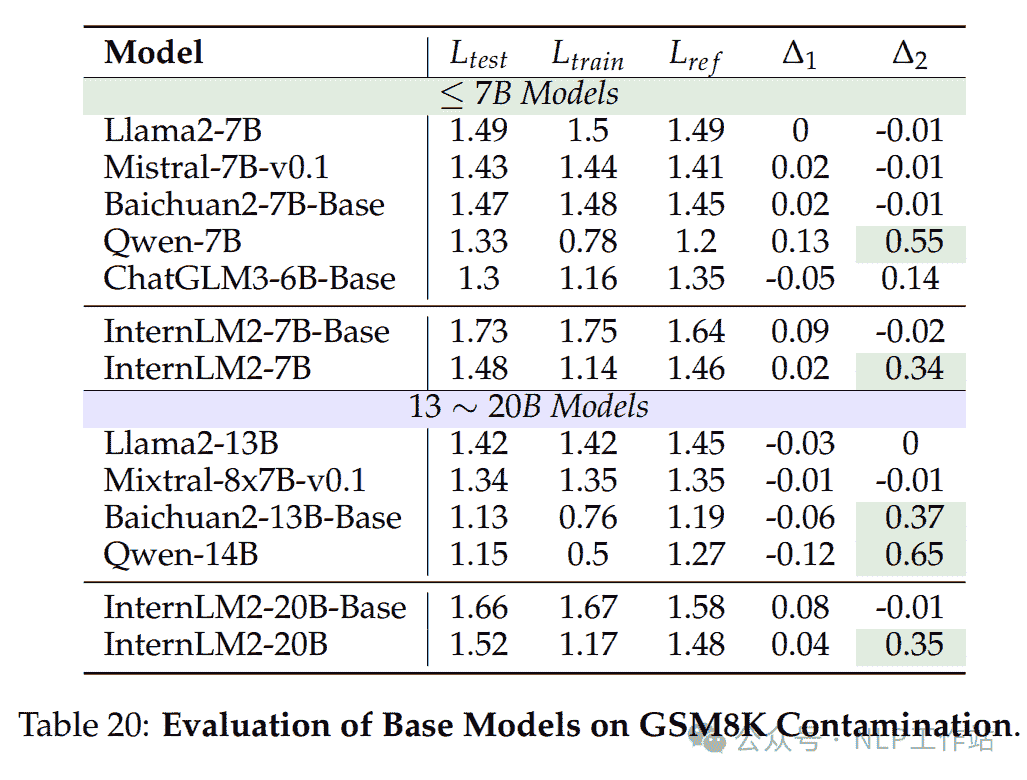 Model L_test L_train L_ref Δ1 Δ2
≤ 7B Models
Llama2-7B 1.49 1.5 1.49 0 -0.01
Mistral-7B-v0.1 1.43 1.44 1.41 0.02 -0.01
Baichuan2-7B-Base 1.47 1.48 1.45 0.02 -0.01
Qwen-7B 1.33 0.78 1.2 0.13 0.55
ChatGLM3-6B-Base 1.3 1.16 1.35 -0.05 0.14
InternLM2-7B-Base 1.73 1.75 1.64 0.09 -0.02
InternLM2-7B 1.48 1.14 1.46 0.02 0.34
13 ∼ 20B Models
Llama2-13B 1.42 1.42 1.45 -0.03 0
Mixtral-8x7B-v0.1 1.34 1.35 1.35 -0.01 -0.01
Baichuan2-13B-Base 1.13 0.76 1.19 -0.06 0.37
Qwen-14B 1.15 0.5 1.27 -0.12 0.65
InternLM2-20B-Base 1.66 1.67 1.58 0.08 -0.01
InternLM2-20B 1.52 1.17 1.48 0.04 0.35
Table 20: Evaluation of Base Models on GSM8K Contamination.
公众号 · NLP工作站